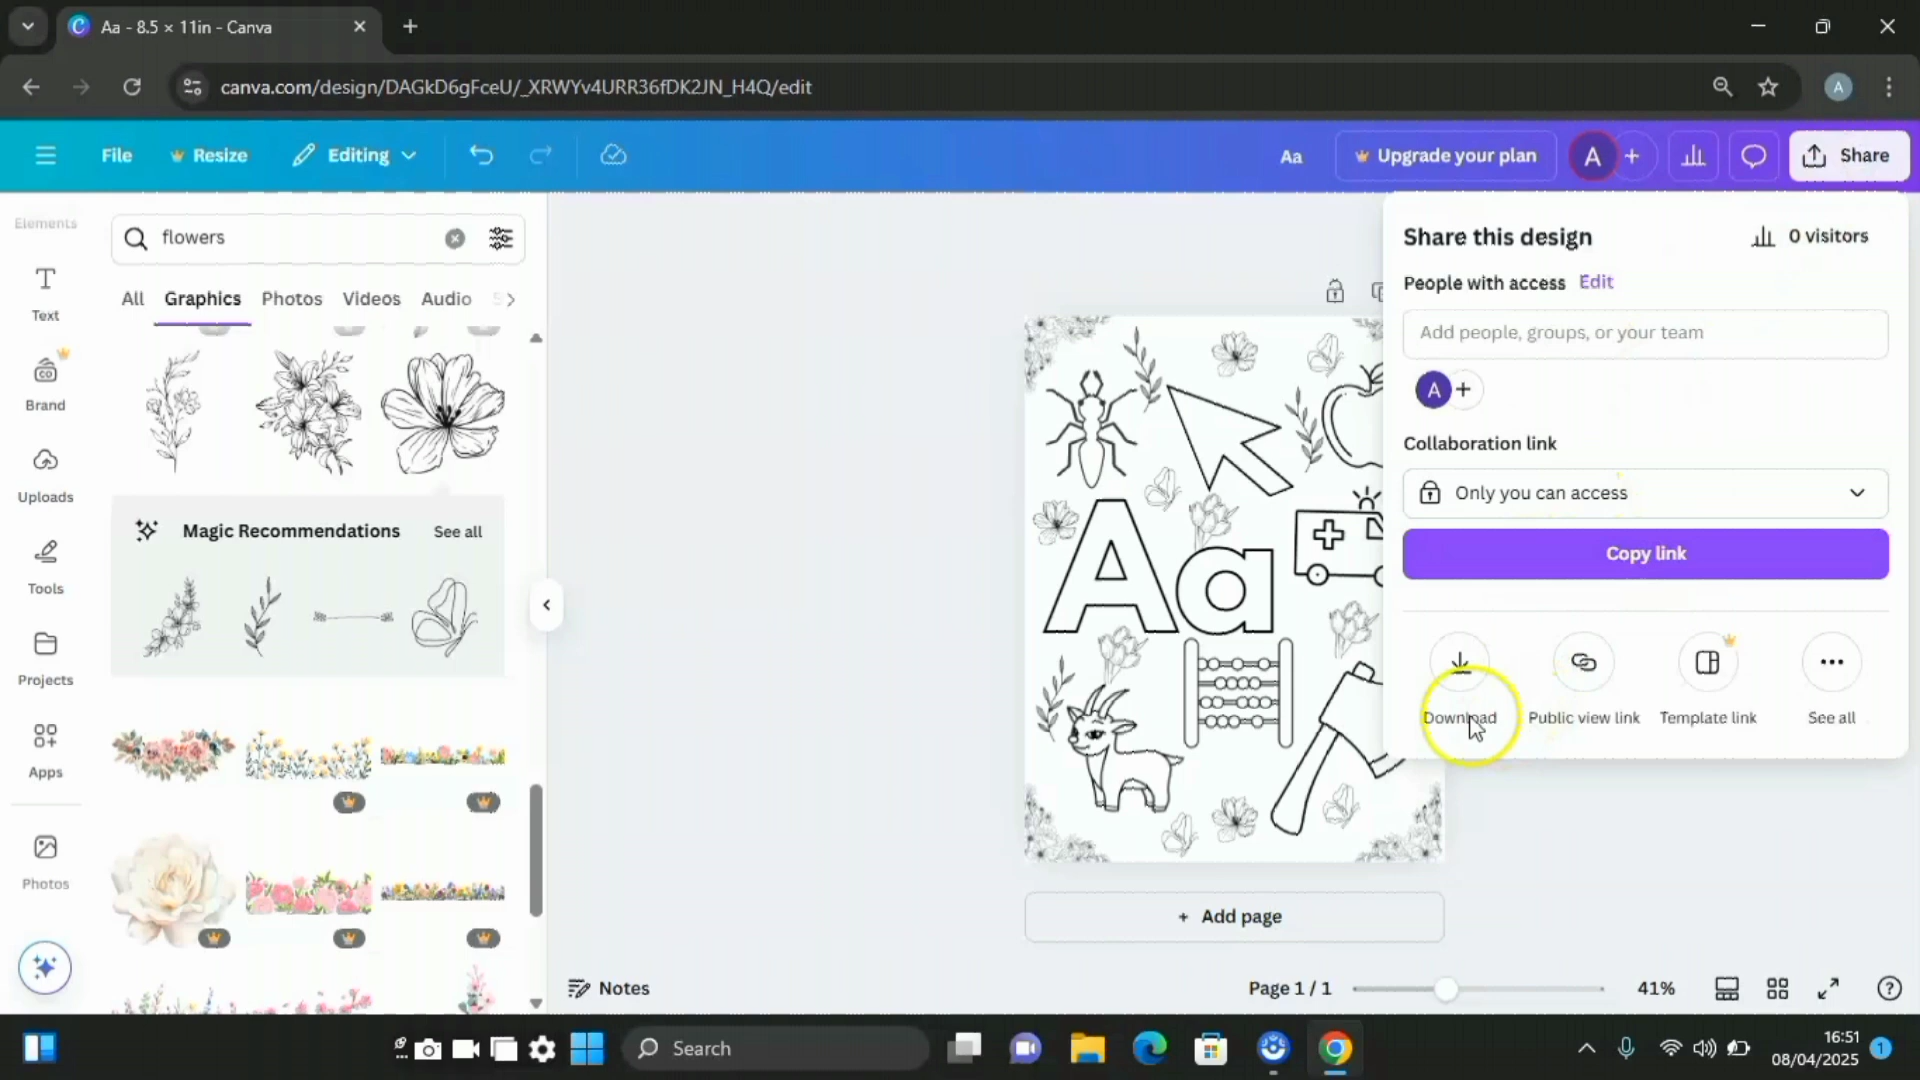 Aa - 8.5 × 11in - Canva
canva.com/design/DAGkD6gFceU/_XRWYv4URR36fDK2JN_H4Q/edit
A
File
Resize
Editing
Aa
Upgrade your plan
A
+
Share
Elements
Text
Brand
Uploads
Tools
Projects
Apps
Photos
flowers
All Graphics Photos Videos Audio
Magic Recommendations
See all
Aa
+ Add page
Share this design
0 visitors
People with access Edit
Add people, groups, or your team
A +
Collaboration link
Only you can access
Copy link
Download
Public view link
Template link
See all
Notes
Page 1 / 1
41%
Search
16:51
08/04/2025
1